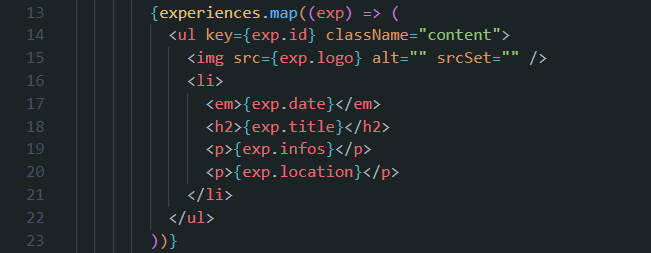 13 {experiences.map((exp) => (
14 <ul key={exp.id} className="content">
15 <img src={exp.logo} alt="" srcSet="" />
16 <li>
17 <em>{exp.date}</em>
18 <h2>{exp.title}</h2>
19 <p>{exp.infos}</p>
20 <p>{exp.location}</p>
21 </li>
22 </ul>
23 ))}